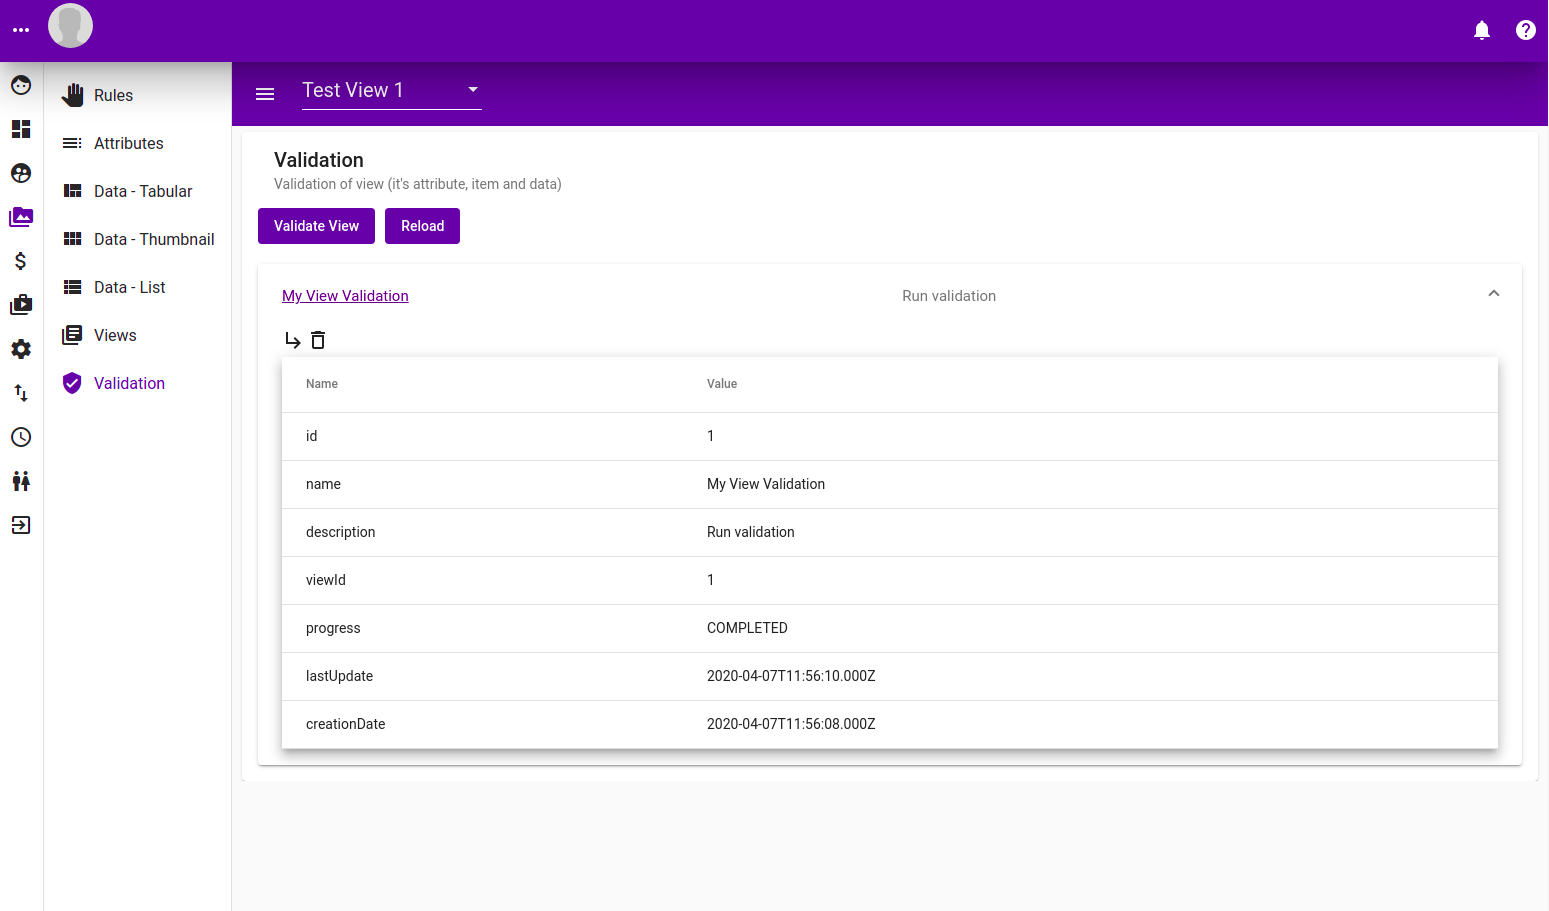 Rules
Attributes
Data - Tabular
Data - Thumbnail
Data - List
Views
Validation
Test View 1
Validation
Validation of view (it's attribute, item and data)
Validate View Reload
My View Validation Run validation
Name Value
id 1
name My View Validation
description Run validation
viewId 1
progress COMPLETED
lastUpdate 2020-04-07T11:56:10.000Z
creationDate 2020-04-07T11:56:08.000Z